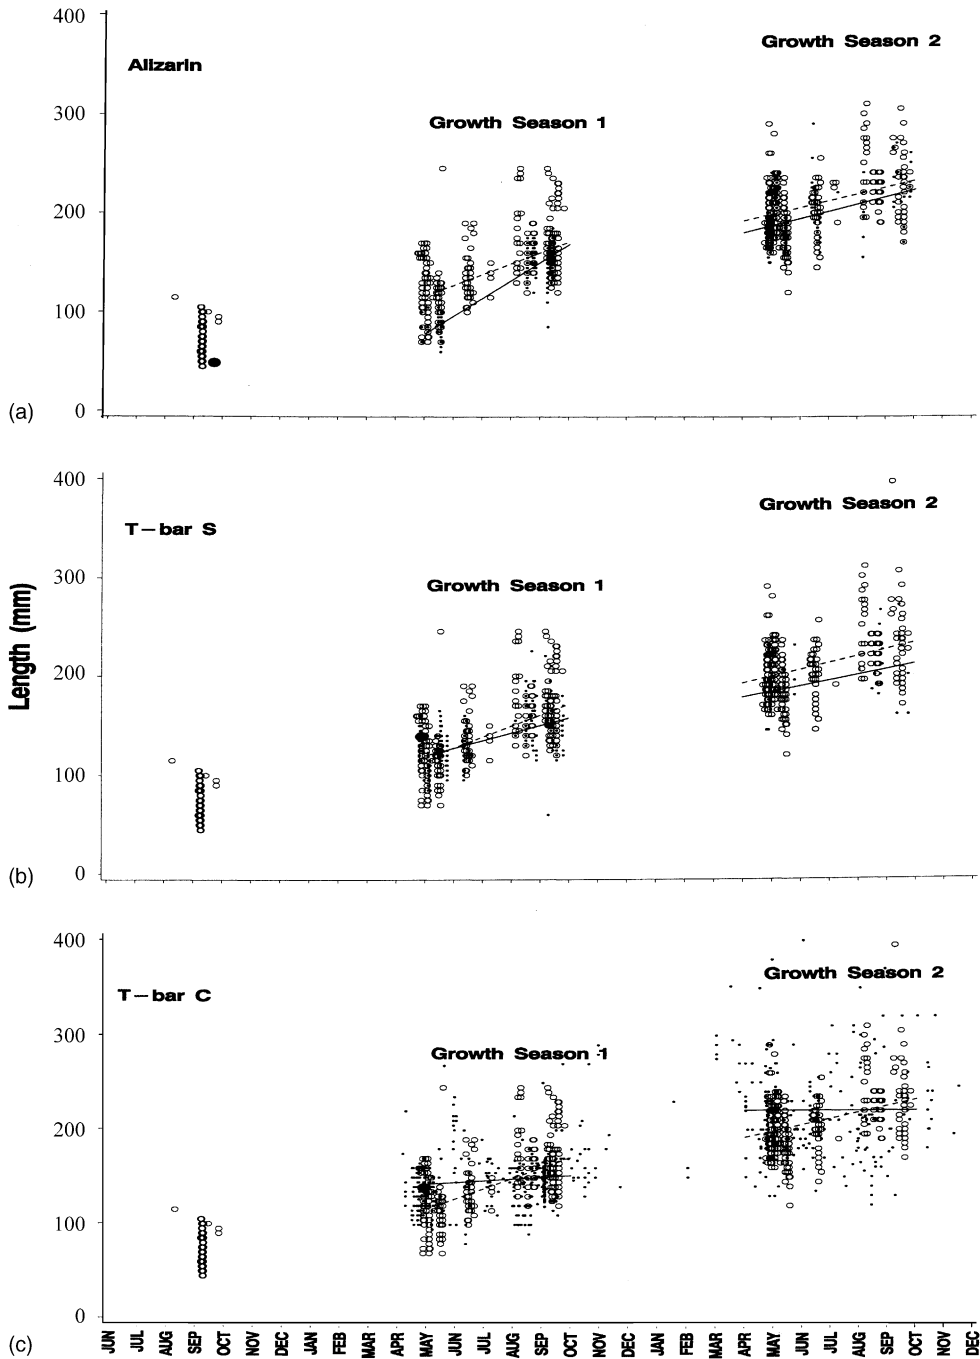 400
Growth Season 2
Alizarin
Growth Season 1
300
200
100
0
(a)
400
Growth Season 2
T–bar S
Growth Season 1
300
200
100
0
(b)
Length (mm)
400
Growth Season 2
T–bar C
Growth Season 1
300
200
100
0
(c)
JUN JUL AUG SEP OCT NOV DEC JAN FEB MAR APR MAY JUN JUL AUG SEP OCT NOV DEC JAN FEB MAR APR MAY JUN JUL AUG SEP OCT NOV DEC